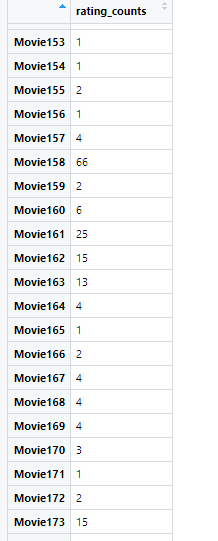 rating_counts
Movie153 1
Movie154 1
Movie155 2
Movie156 1
Movie157 4
Movie158 66
Movie159 2
Movie160 6
Movie161 25
Movie162 15
Movie163 13
Movie164 4
Movie165 1
Movie166 2
Movie167 4
Movie168 4
Movie169 4
Movie170 3
Movie171 1
Movie172 2
Movie173 15